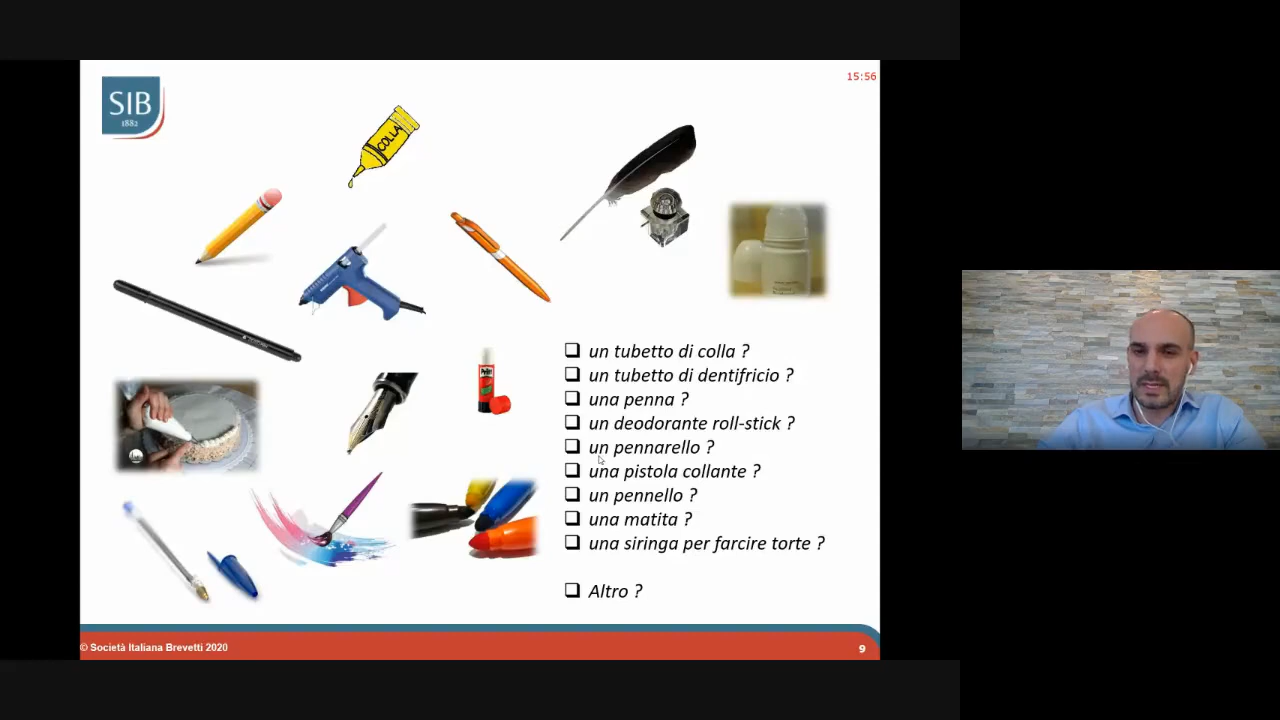 15:56
SIB
1882
COLLA
Pritt
un tubetto di colla ?
un tubetto di dentifricio ?
una penna ?
un deodorante roll-stick ?
un pennarello ?
una pistola collante ?
un pennello ?
una matita ?
una siringa per farcire torte ?
Altro ?
© Società Italiana Brevetti 2020
9